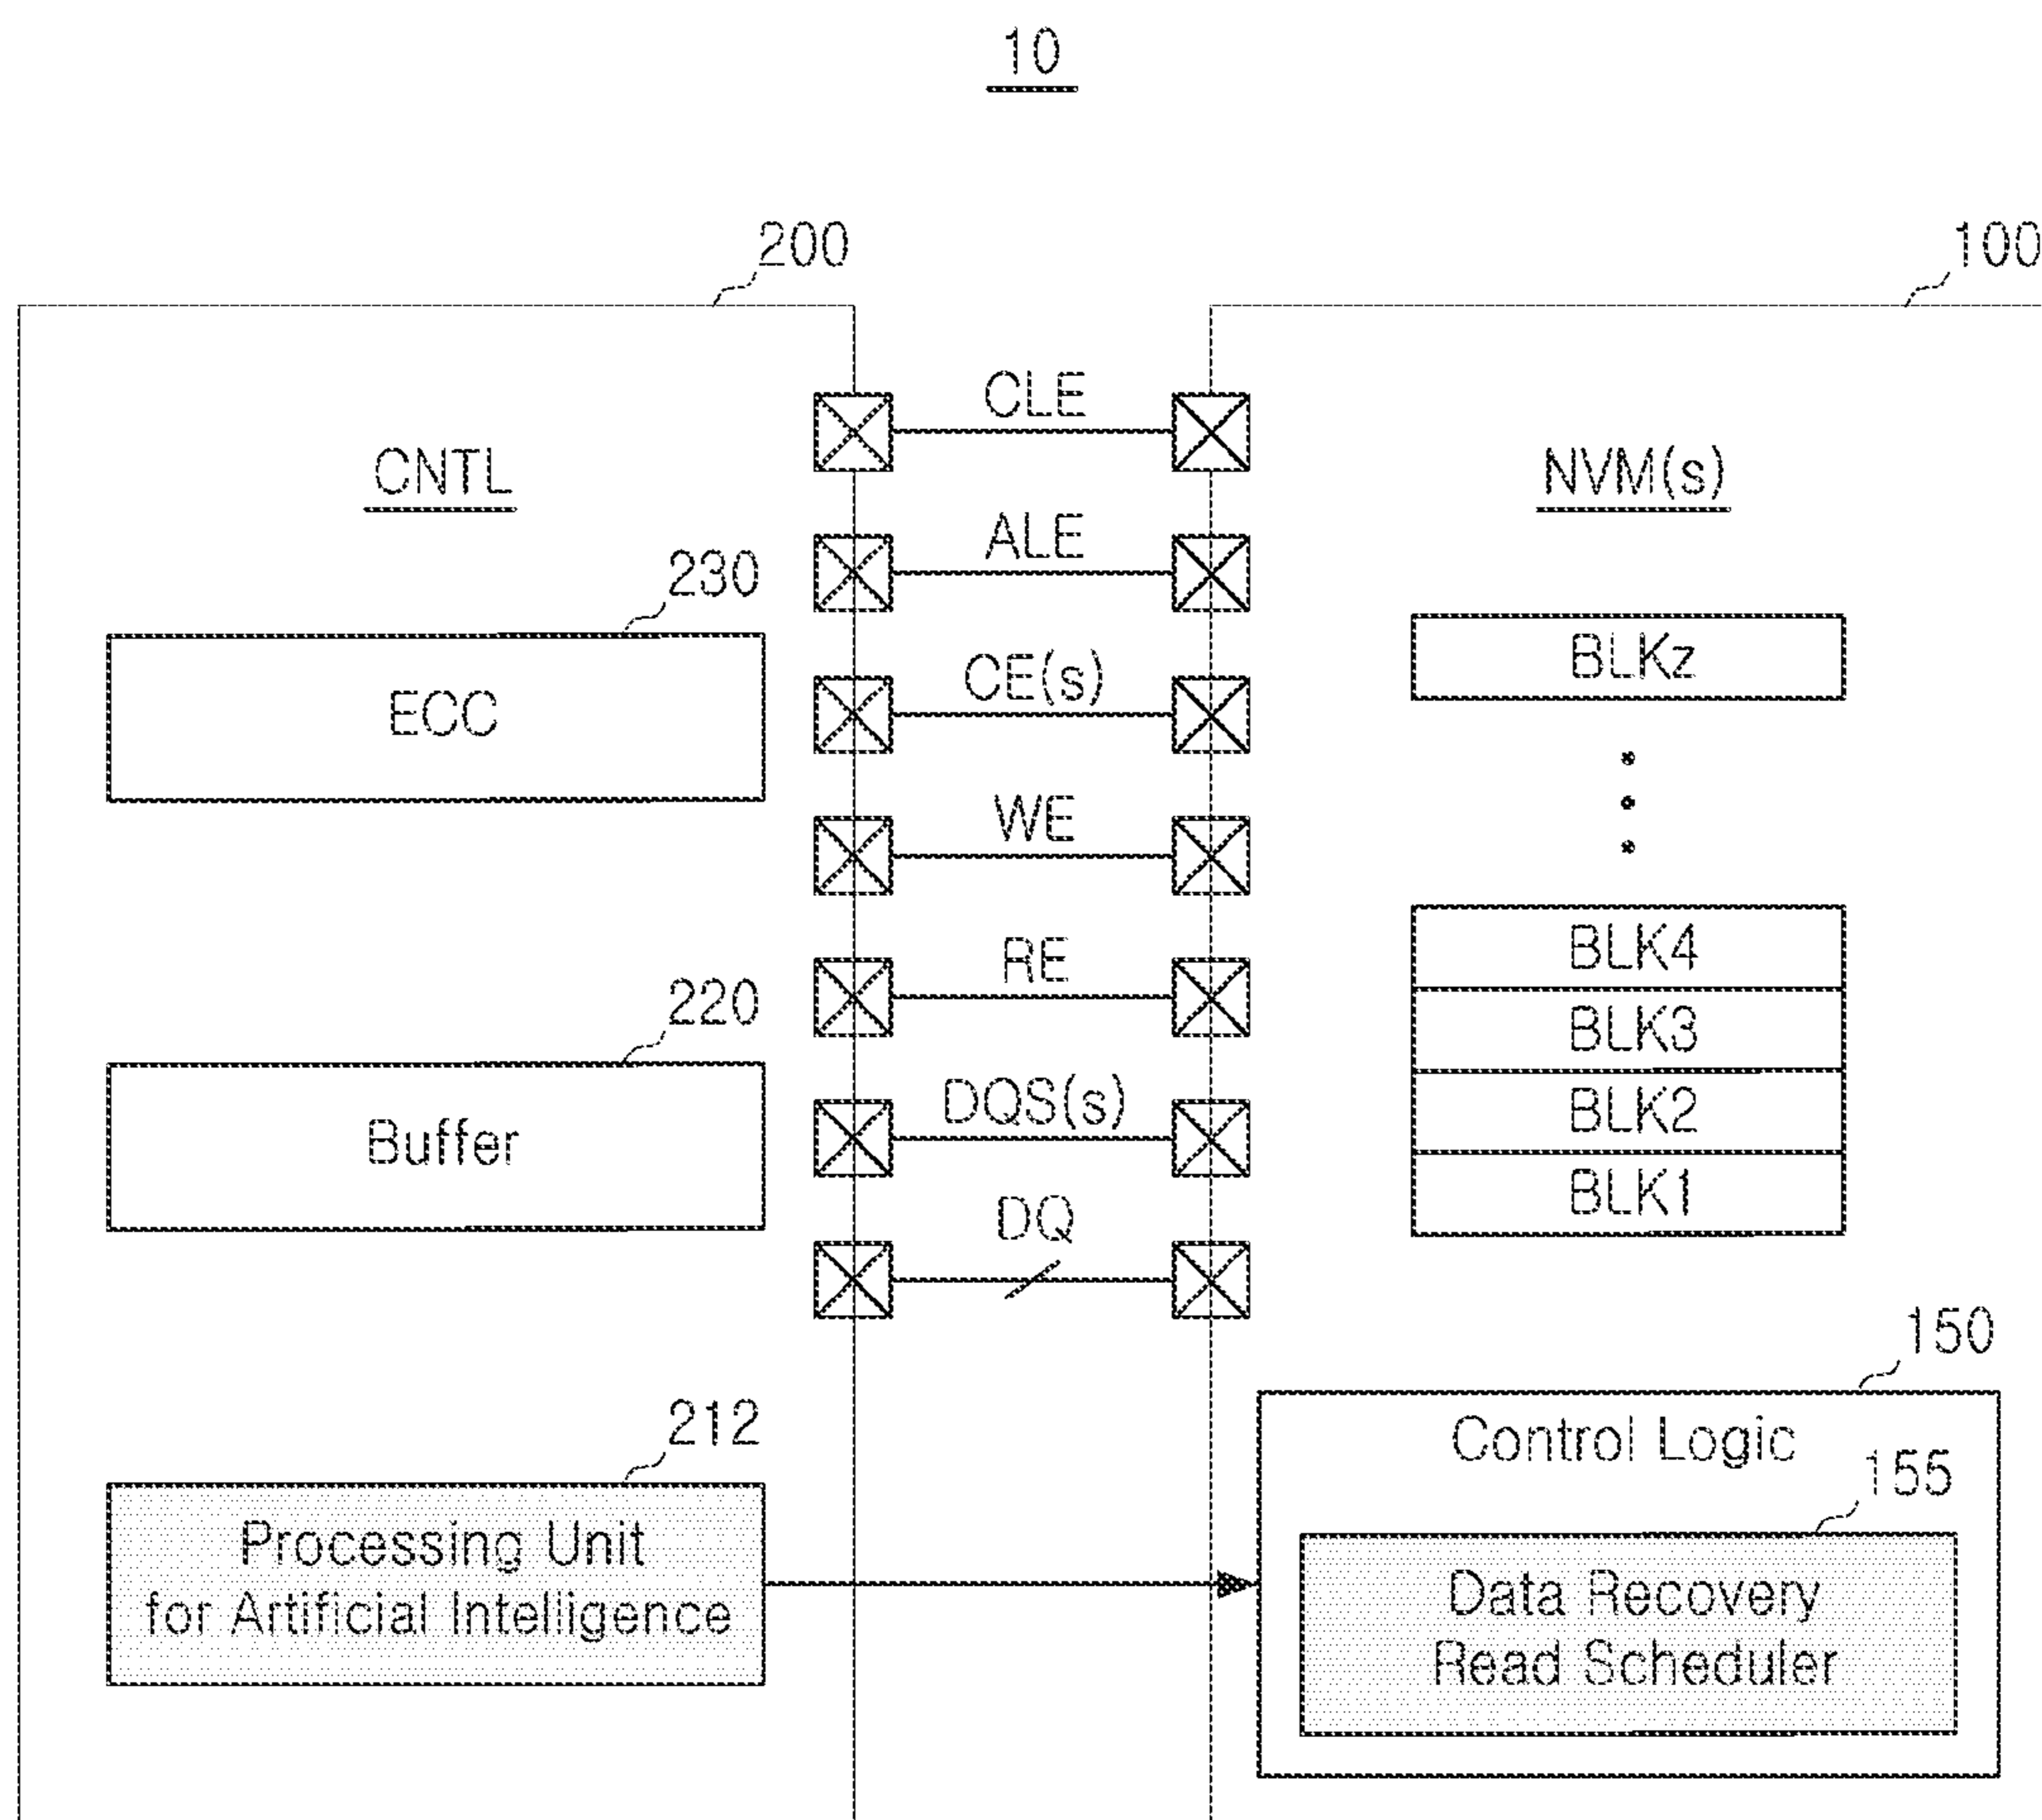 10
200
100
CNTL
230
ECC
220
Buffer
212
Processing Unit
for Artificial Intelligence
CLE
ALE
CE(s)
WE
RE
DQS(s)
DQ
NVM(s)
BLKz
BLK4
BLK3
BLK2
BLK1
150
Control Logic
155
Data Recovery
Read Scheduler